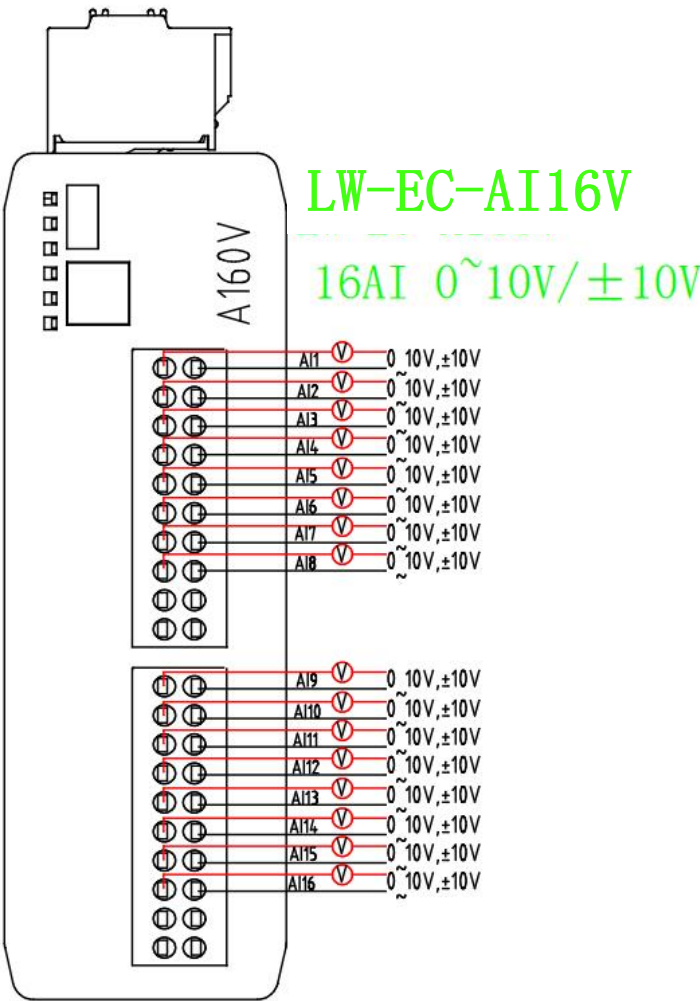 LW-EC-AI16V
16AI 0~10V/±10V
A160V
AI1 V 0~10V,±10V
AI2 V 0~10V,±10V
AI3 V 0~10V,±10V
AI4 V 0~10V,±10V
AI5 V 0~10V,±10V
AI6 V 0~10V,±10V
AI7 V 0~10V,±10V
AI8 V 0~10V,±10V
AI9 V 0~10V,±10V
AI10 V 0~10V,±10V
AI11 V 0~10V,±10V
AI12 V 0~10V,±10V
AI13 V 0~10V,±10V
AI14 V 0~10V,±10V
AI15 V 0~10V,±10V
AI16 V 0~10V,±10V